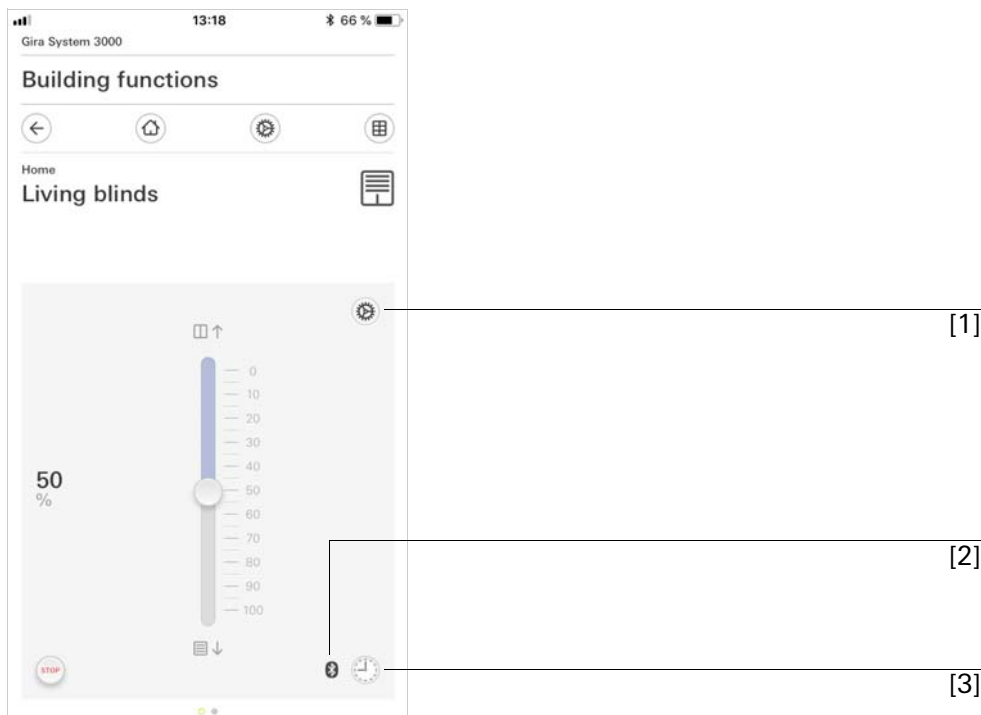 13:18 66 %
Gira System 3000
Building functions
Home
Living blinds
[1]
0
10
20
30
40
50
%
50
60
70
[2]
80
90
100
STOP
[3]